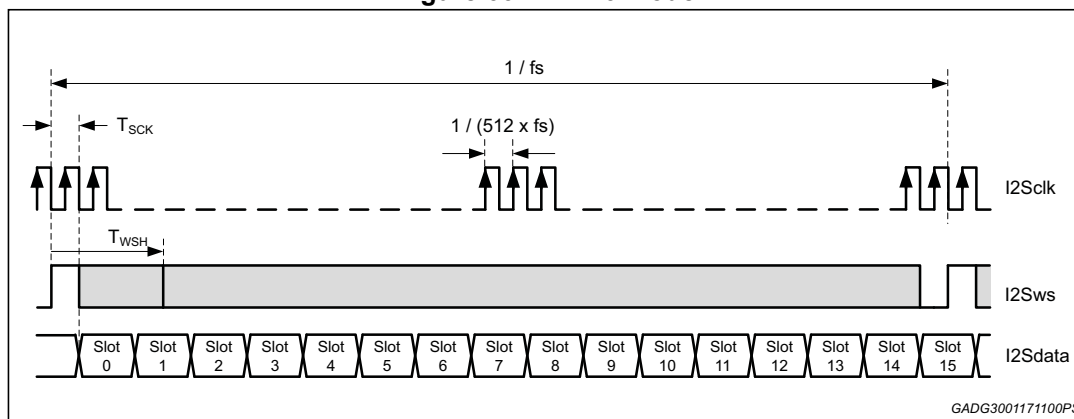 1 / fs
TSCK
1 / (512 x fs)
I2Sclk
TWSH
I2Sws
Slot 0 Slot 1 Slot 2 Slot 3 Slot 4 Slot 5 Slot 6 Slot 7 Slot 8 Slot 9 Slot 10 Slot 11 Slot 12 Slot 13 Slot 14 Slot 15 I2Sdata
GADG3001171100PS